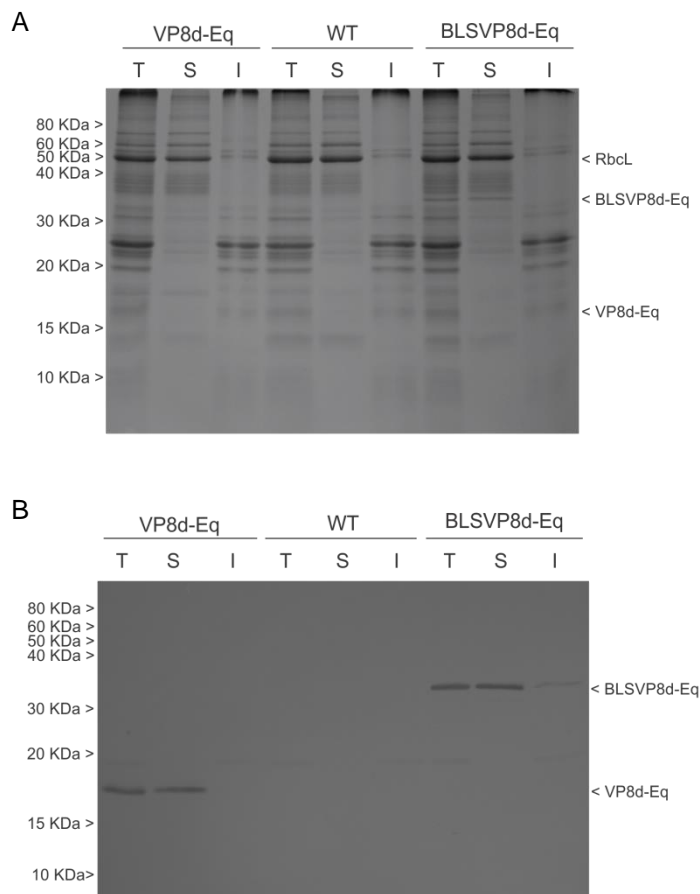 A
VP8d-Eq WT BLSVP8d-Eq
T S I T S I T S I
80 KDa >
60 KDa >
50 KDa >
40 KDa >
30 KDa >
20 KDa >
15 KDa >
10 KDa >
< RbcL
< BLSVP8d-Eq
< VP8d-Eq
B
VP8d-Eq WT BLSVP8d-Eq
T S I T S I T S I
80 KDa >
60 KDa >
50 KDa >
40 KDa >
30 KDa >
20 KDa >
15 KDa >
10 KDa >
< BLSVP8d-Eq
< VP8d-Eq